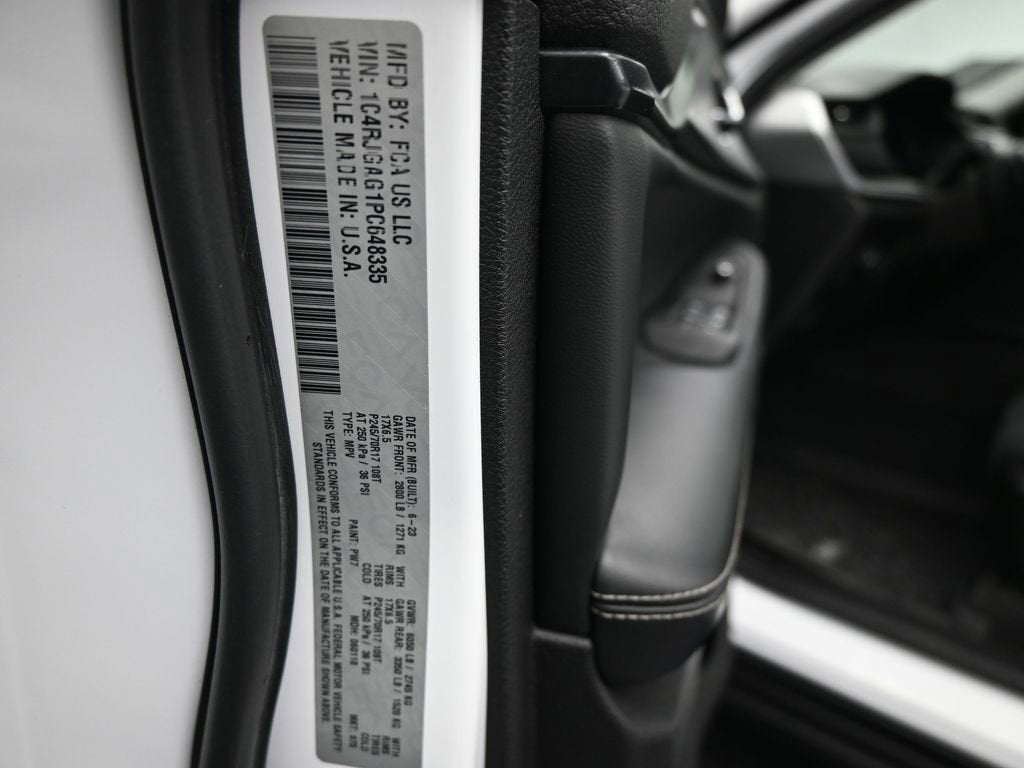 MFD BY: FCA US LLC
VIN: 1C4RJGAG1PC648335
VEHICLE MADE IN: U.S.A.
DATE OF MFR (BUILT): 6-23 GVWR: 6050 LB / 2745 KG
GAWR FRONT: 2800 LB / 1271 KG WITH GAWR REAR: 3350 LB / 1520 KG WITH
17X6.5 RIMS 17X6.5 RIMS
P245/70R17 108T TIRES P245/70R17 108T TIRES
AT 250 kPa / 36 PSI COLD AT 250 kPa / 36 PSI COLD
TYPE: MPV PAINT: PW7 MDH: 060118 MKT:
THIS VEHICLE CONFORMS TO ALL APPLICABLE U.S.A. FEDERAL MOTOR VEHICLE SAFETY
STANDARDS IN EFFECT ON THE DATE OF MANUFACTURE SHOWN ABOVE.